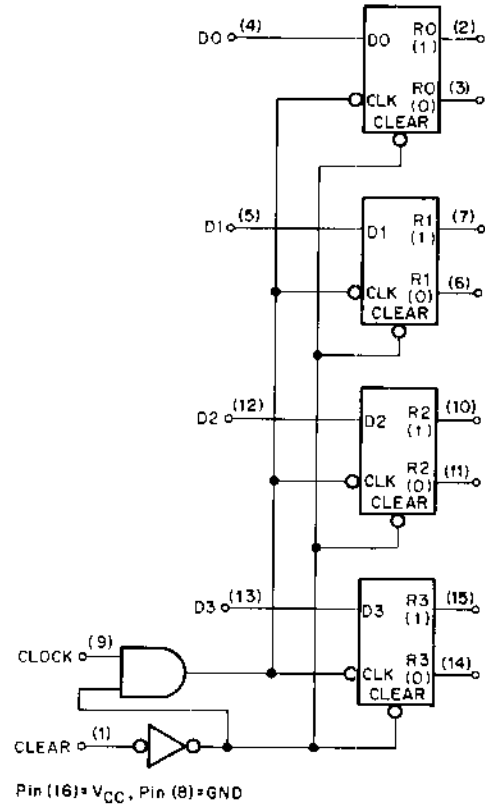 D0 (4) D0 R0 (2)
(1)
R0 (3)
CLK (0)
CLEAR
D1 (5) D1 R1 (7)
(1)
R1 (6)
CLK (0)
CLEAR
D2 (12) D2 R2 (10)
(1)
R2 (11)
CLK (0)
CLEAR
D3 (13) D3 R3 (15)
(1)
R3 (14)
CLK (0)
CLEAR
CLOCK (9)
CLEAR (1)
Pin (16)= VCC, Pin (8)=GND